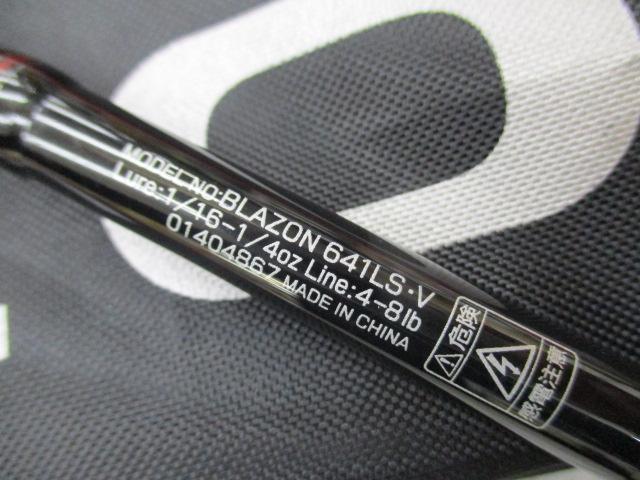 MODEL NO:BLAZON 641LS・V
Lure:1/16-1/4oz Line:4-8lb
01404867 MADE IN CHINA
危険
感電注意